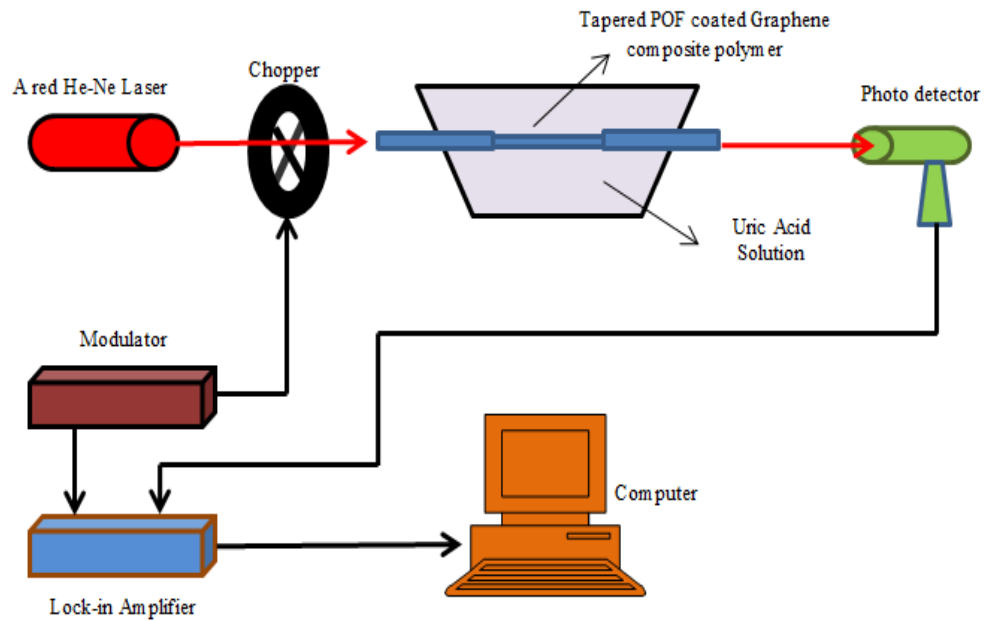 Tapered POF coated Graphene
composite polymer
Chopper
A red He-Ne Laser
Photo detector
Uric Acid
Solution
Modulator
Computer
Lock-in Amplifier